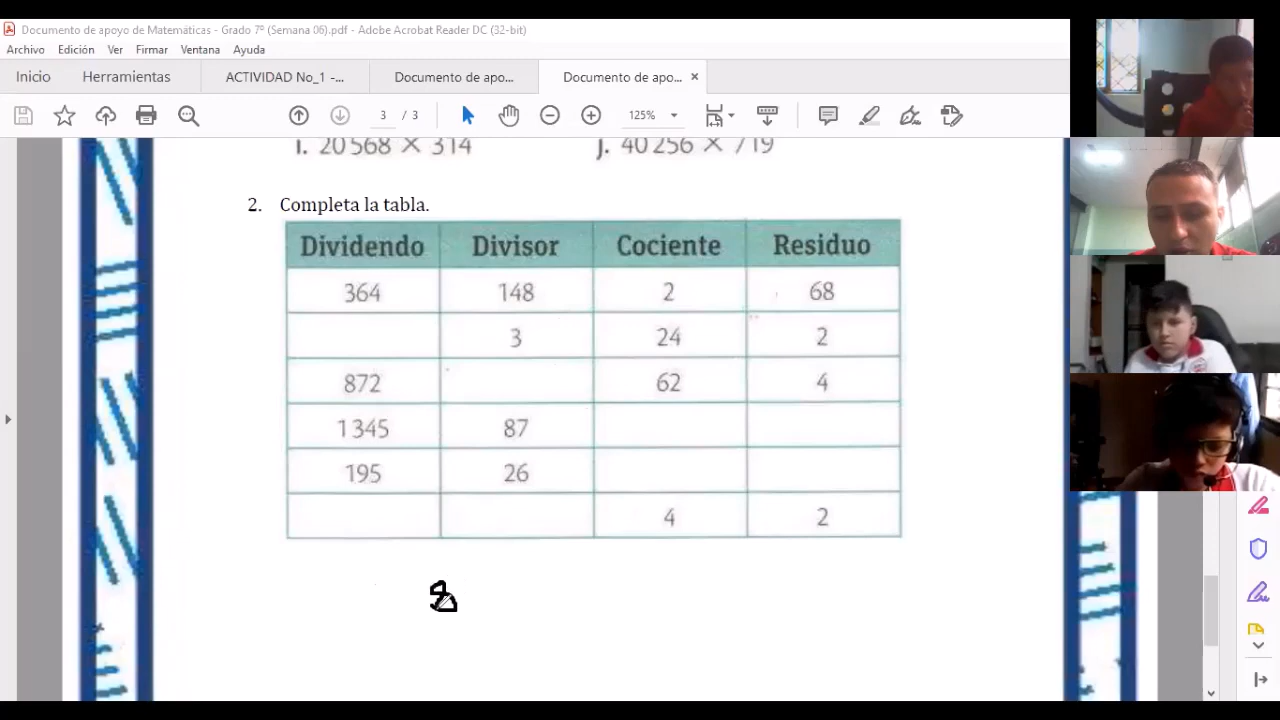 Documento de apoyo de Matemáticas - Grado 7º (Semana 06).pdf - Adobe Acrobat Reader DC (32-bit)
Archivo Edición Ver Firmar Ventana Ayuda
Inicio Herramientas ACTIVIDAD No_1 -... Documento de apo... Documento de apo... ×
3 / 3 125%
i. 20 568 × 314 j. 40 256 × 719
2. Completa la tabla.
Dividendo Divisor Cociente Residuo
364 148 2 68
3 24 2
872 62 4
1 345 87
195 26
4 2